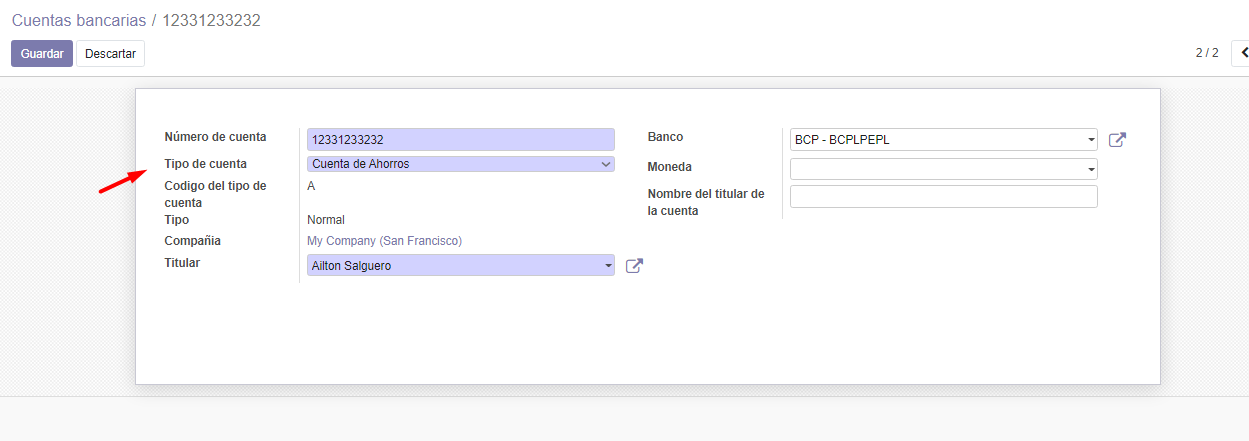 Cuentas bancarias / 12331233232
Guardar Descartar
2 / 2
Número de cuenta 12331233232
Tipo de cuenta Cuenta de Ahorros
Codigo del tipo de
cuenta A
Tipo Normal
Compañia My Company (San Francisco)
Titular Ailton Salguero
Banco BCP - BCPLPEPL
Moneda
Nombre del titular de
la cuenta